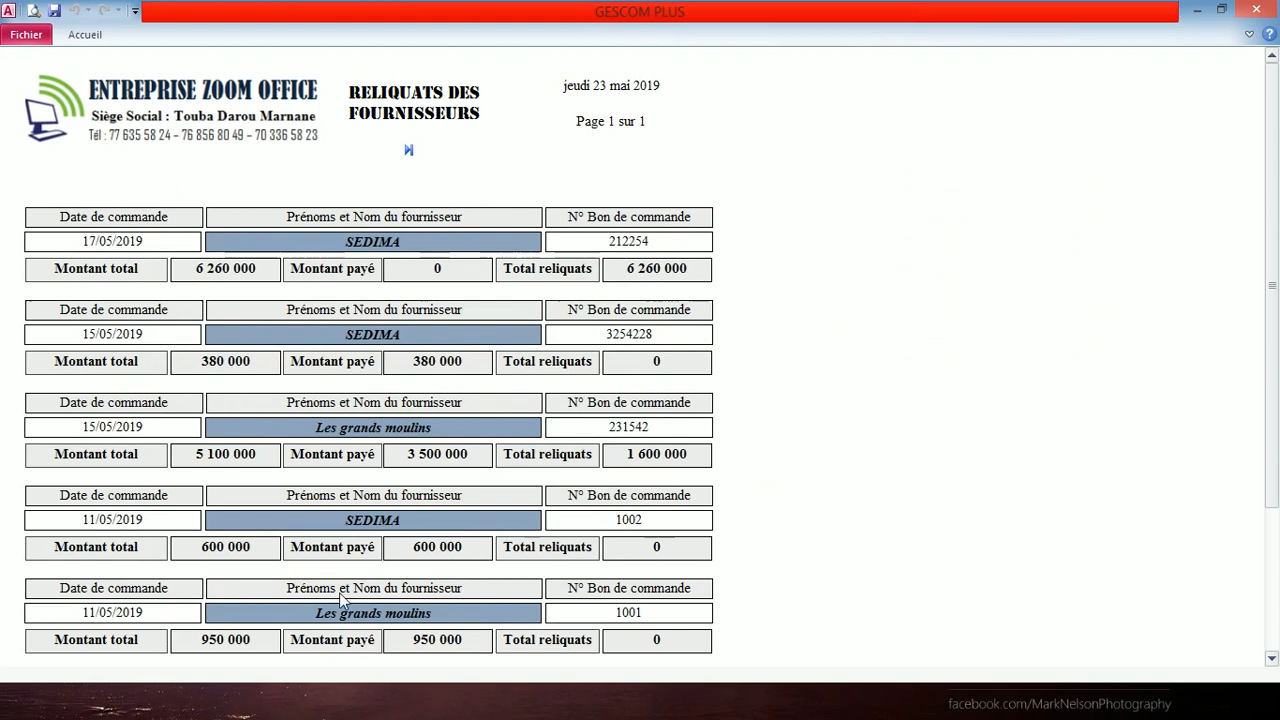 GESCOM PLUS
Fichier Accueil
ENTREPRISE ZOOM OFFICE
Siège Social : Touba Darou Marnane
Tél : 77 635 58 24 – 76 856 80 49 – 70 336 58 23
RELIQUATS DES
FOURNISSEURS
jeudi 23 mai 2019
Page 1 sur 1
Date de commande Prénoms et Nom du fournisseur N° Bon de commande
17/05/2019 SEDIMA 212254
Montant total 6 260 000 Montant payé 0 Total reliquats 6 260 000
Date de commande Prénoms et Nom du fournisseur N° Bon de commande
15/05/2019 SEDIMA 3254228
Montant total 380 000 Montant payé 380 000 Total reliquats 0
Date de commande Prénoms et Nom du fournisseur N° Bon de commande
15/05/2019 Les grands moulins 231542
Montant total 5 100 000 Montant payé 3 500 000 Total reliquats 1 600 000
Date de commande Prénoms et Nom du fournisseur N° Bon de commande
11/05/2019 SEDIMA 1002
Montant total 600 000 Montant payé 600 000 Total reliquats 0
Date de commande Prénoms et Nom du fournisseur N° Bon de commande
11/05/2019 Les grands moulins 1001
Montant total 950 000 Montant payé 950 000 Total reliquats 0
facebook.com/MarkNelsonPhotography